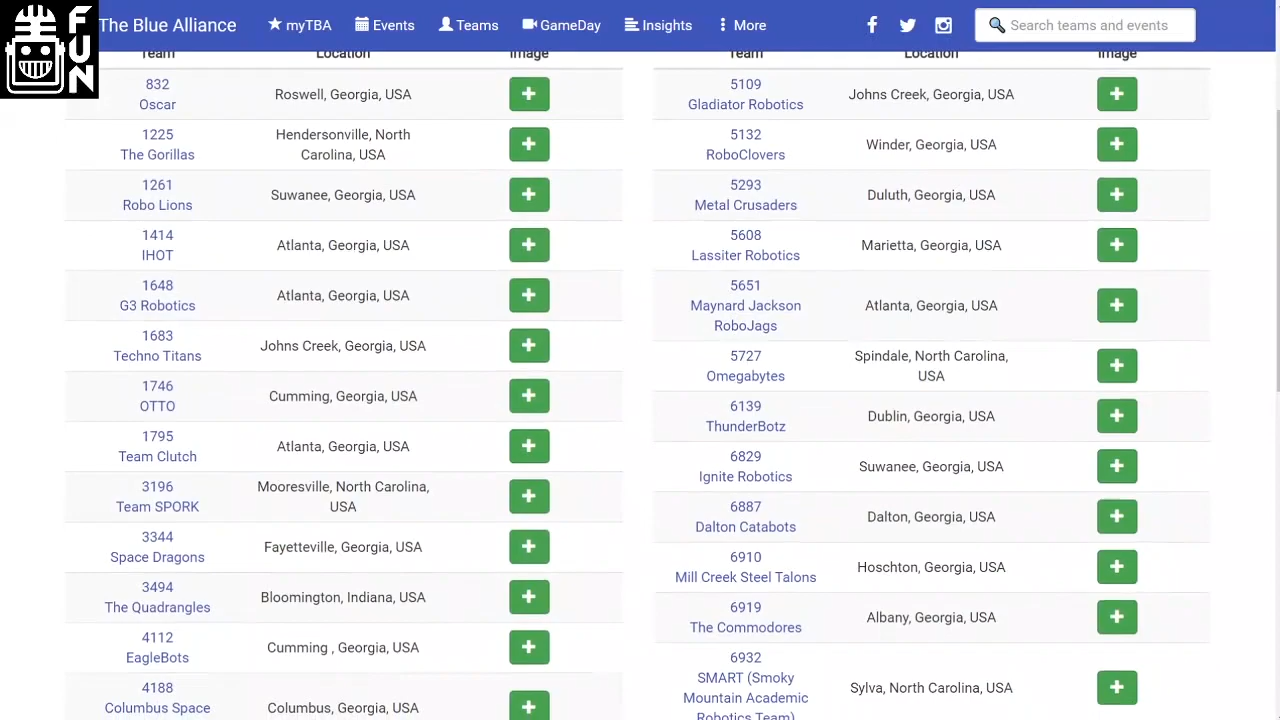 FUN
The Blue Alliance
myTBA
Events
Teams
GameDay
Insights
More
Search teams and events
Team Location Image
832
Oscar
Roswell, Georgia, USA
1225
The Gorillas
Hendersonville, North
Carolina, USA
1261
Robo Lions
Suwanee, Georgia, USA
1414
IHOT
Atlanta, Georgia, USA
1648
G3 Robotics
Atlanta, Georgia, USA
1683
Techno Titans
Johns Creek, Georgia, USA
1746
OTTO
Cumming, Georgia, USA
1795
Team Clutch
Atlanta, Georgia, USA
3196
Team SPORK
Mooresville, North Carolina,
USA
3344
Space Dragons
Fayetteville, Georgia, USA
3494
The Quadrangles
Bloomington, Indiana, USA
4112
EagleBots
Cumming , Georgia, USA
4188
Columbus Space
Columbus, Georgia, USA
Team Location Image
5109
Gladiator Robotics
Johns Creek, Georgia, USA
5132
RoboClovers
Winder, Georgia, USA
5293
Metal Crusaders
Duluth, Georgia, USA
5608
Lassiter Robotics
Marietta, Georgia, USA
5651
Maynard Jackson
RoboJags
Atlanta, Georgia, USA
5727
Omegabytes
Spindale, North Carolina,
USA
6139
ThunderBotz
Dublin, Georgia, USA
6829
Ignite Robotics
Suwanee, Georgia, USA
6887
Dalton Catabots
Dalton, Georgia, USA
6910
Mill Creek Steel Talons
Hoschton, Georgia, USA
6919
The Commodores
Albany, Georgia, USA
6932
SMART (Smoky
Mountain Academic
Robotics Team)
Sylva, North Carolina, USA